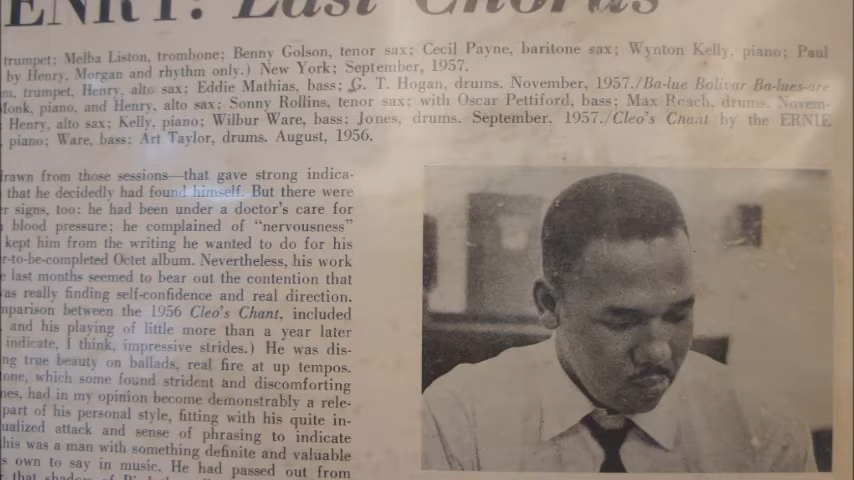 ENRY: Last Chorus
trumpet; Melba Liston, trombone; Benny Golson, tenor sax; Cecil Payne, baritone sax; Wynton Kelly, piano; Paul
by Henry, Morgan and rhythm only.) New York; September, 1957.
m, trumpet, Henry, alto sax; Eddie Mathias, bass; G. T. Hogan, drums. November, 1957./Ba-lue Bolivar Ba-lues-are
Monk, piano, and Henry, alto sax; Sonny Rollins, tenor sax; with Oscar Pettiford, bass; Max Roach, drums. Novem-
Henry, alto sax; Kelly, piano; Wilbur Ware, bass; Jones, drums. September, 1957./Cleo's Chant by the ERNIE
piano; Ware, bass; Art Taylor, drums. August, 1956.
drawn from those sessions—that gave strong indica-
that he decidedly had found himself. But there were
r signs, too: he had been under a doctor's care for
blood pressure; he complained of "nervousness"
kept him from the writing he wanted to do for his
r-to-be-completed Octet album. Nevertheless, his work
e last months seemed to bear out the contention that
was really finding self-confidence and real direction.
mparison between the 1956 Cleo's Chant, included
and his playing of little more than a year later
indicate, I think, impressive strides.) He was dis-
ng true beauty on ballads, real fire at up tempos.
tone, which some found strident and discomforting
mes, had in my opinion become demonstrably a rele-
part of his personal style, fitting with his quite in-
ualized attack and sense of phrasing to indicate
this was a man with something definite and valuable
s own to say in music. He had passed out from
that shadow of